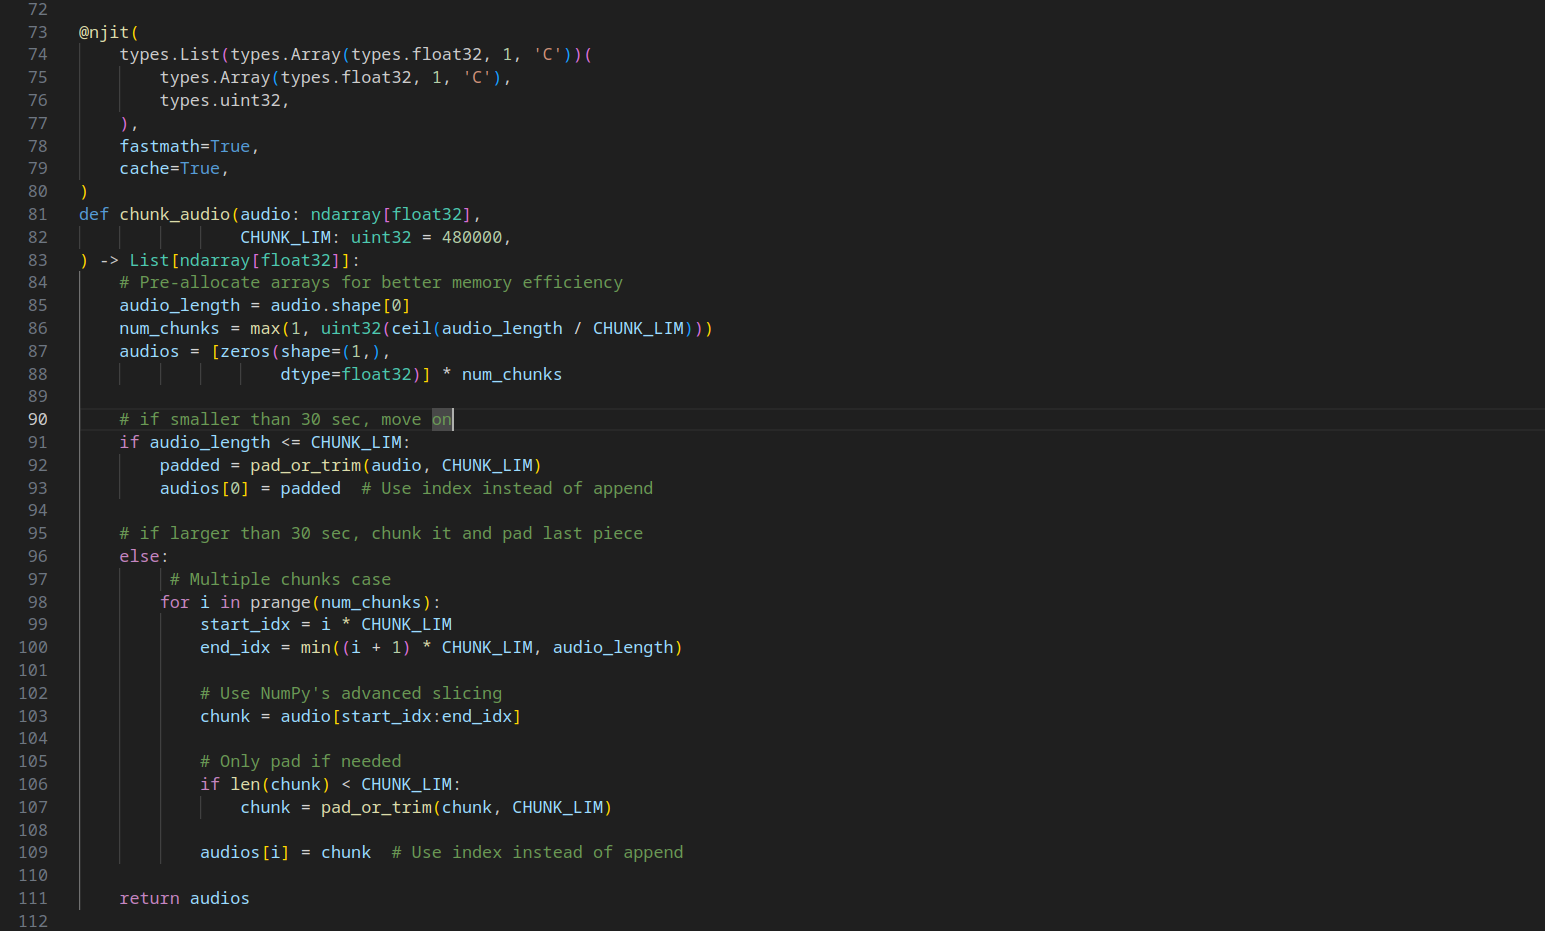 72
73 @njit(
74     types.List(types.Array(types.float32, 1, 'C'))(
75         types.Array(types.float32, 1, 'C'),
76         types.uint32,
77     ),
78     fastmath=True,
79     cache=True,
80 )
81 def chunk_audio(audio: ndarray[float32],
82                 CHUNK_LIM: uint32 = 480000,
83 ) -> List[ndarray[float32]]:
84     # Pre-allocate arrays for better memory efficiency
85     audio_length = audio.shape[0]
86     num_chunks = max(1, uint32(ceil(audio_length / CHUNK_LIM)))
87     audios = [zeros(shape=(1,),
88                     dtype=float32)] * num_chunks
89
90     # if smaller than 30 sec, move on
91     if audio_length <= CHUNK_LIM:
92         padded = pad_or_trim(audio, CHUNK_LIM)
93         audios[0] = padded  # Use index instead of append
94
95     # if larger than 30 sec, chunk it and pad last piece
96     else:
97          # Multiple chunks case
98         for i in prange(num_chunks):
99             start_idx = i * CHUNK_LIM
100             end_idx = min((i + 1) * CHUNK_LIM, audio_length)
101
102             # Use NumPy's advanced slicing
103             chunk = audio[start_idx:end_idx]
104
105             # Only pad if needed
106             if len(chunk) < CHUNK_LIM:
107                 chunk = pad_or_trim(chunk, CHUNK_LIM)
108
109             audios[i] = chunk  # Use index instead of append
110
111     return audios
112